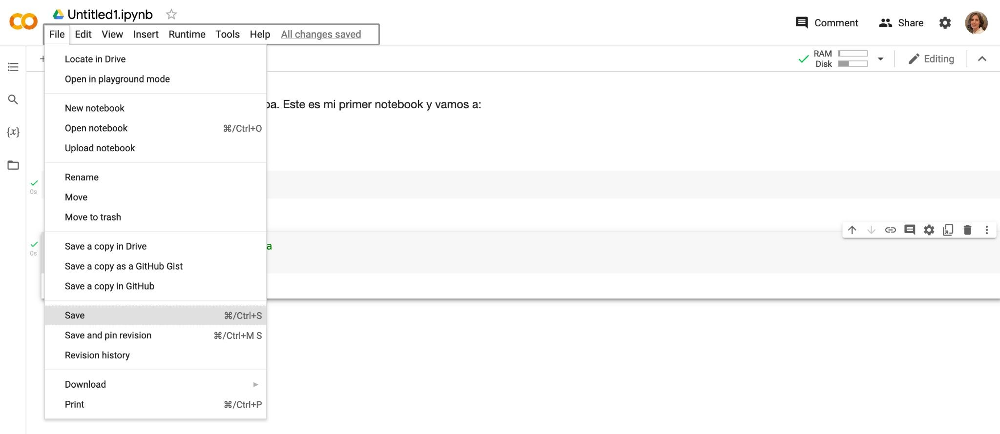 Untitled1.ipynb
File Edit View Insert Runtime Tools Help All changes saved
Comment Share
Locate in Drive
Open in playground mode
New notebook
Open notebook ⌘/Ctrl+O
Upload notebook
Rename
Move
Move to trash
Save a copy in Drive
Save a copy as a GitHub Gist
Save a copy in GitHub
Save ⌘/Ctrl+S
Save and pin revision ⌘/Ctrl+M S
Revision history
Download
Print ⌘/Ctrl+P
RAM
Disk
Editing
{x}
Este es mi primer notebook y vamos a:
0s
a
0s